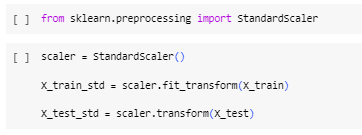 [ ] from sklearn.preprocessing import StandardScaler
[ ] scaler = StandardScaler()
X_train_std = scaler.fit_transform(X_train)
X_test_std = scaler.transform(X_test)